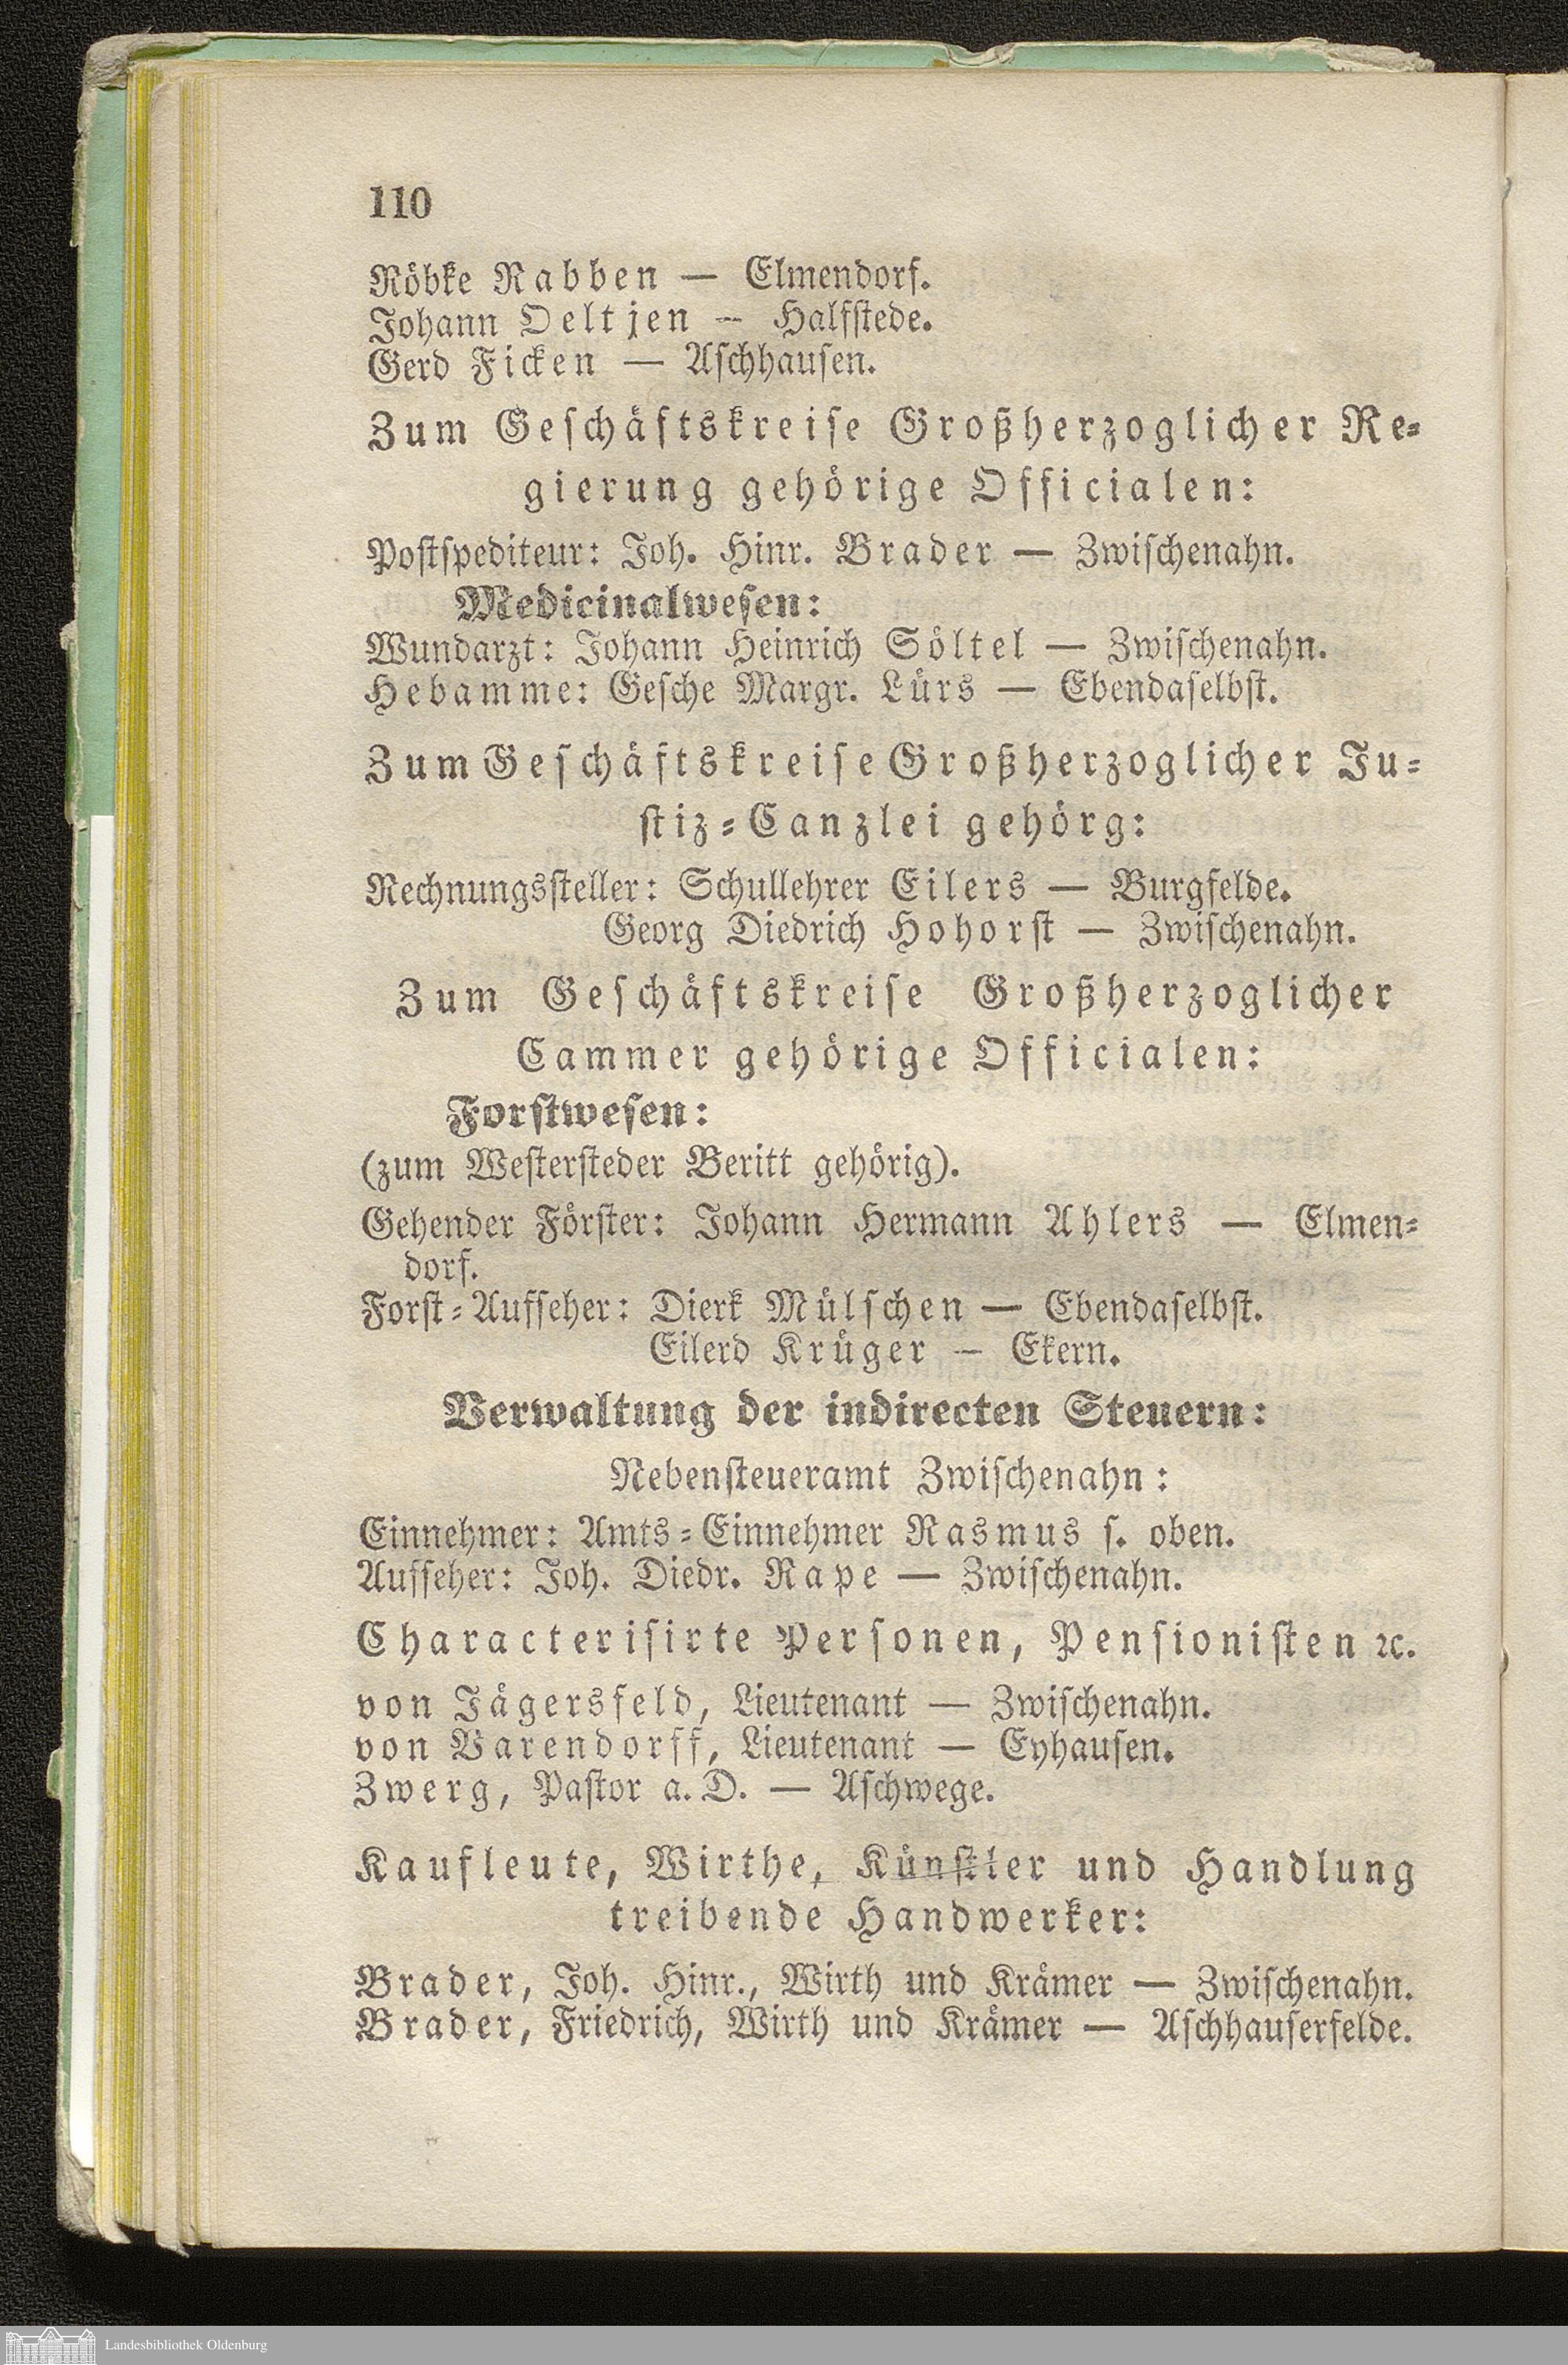 110
Röbke Rabben — Elmendorf.
Johann Oeltjen — Halfstede.
Gerd Ficken — Aschhausen.
Zum Geschäftskreise Großherzoglicher Re-
gierung gehörige Officialen:
Postspediteur: Joh. Hinr. Brader — Zwischenahn.
Medicinalwesen:
Wundarzt: Johann Heinrich Söltel — Zwischenahn.
Hebamme: Gesche Margr. Lürs — Ebendaselbst.
Zum Geschäftskreise Großherzoglicher Ju-
stiz-Canzlei gehörg:
Rechnungssteller: Schullehrer Eilers — Burgfelde.
Georg Diedrich Hohorst — Zwischenahn.
Zum Geschäftskreise Großherzoglicher
Cammer gehörige Officialen:
Forstwesen:
(zum Westersteder Beritt gehörig).
Gehender Förster: Johann Hermann Ahlers — Elmen-
dorf.
Forst-Aufseher: Dierk Mülschen — Ebendaselbst.
Eilerd Krüger — Ekern.
Verwaltung der indirecten Steuern:
Nebensteueramt Zwischenahn:
Einnehmer: Amts-Einnehmer Rasmus s. oben.
Aufseher: Joh. Diedr. Rape — Zwischenahn.
Characterisirte Personen, Pensionisten ꝛc.
von Jägersfeld, Lieutenant — Zwischenahn.
von Varendorff, Lieutenant — Eyhausen.
Zwerg, Pastor a. D. — Aschwege.
Kaufleute, Wirthe, Künstler und Handlung
treibende Handwerker:
Brader, Joh. Hinr., Wirth und Krämer — Zwischenahn.
Brader, Friedrich, Wirth und Krämer — Aschhauserfelde.
Landesbibliothek Oldenburg